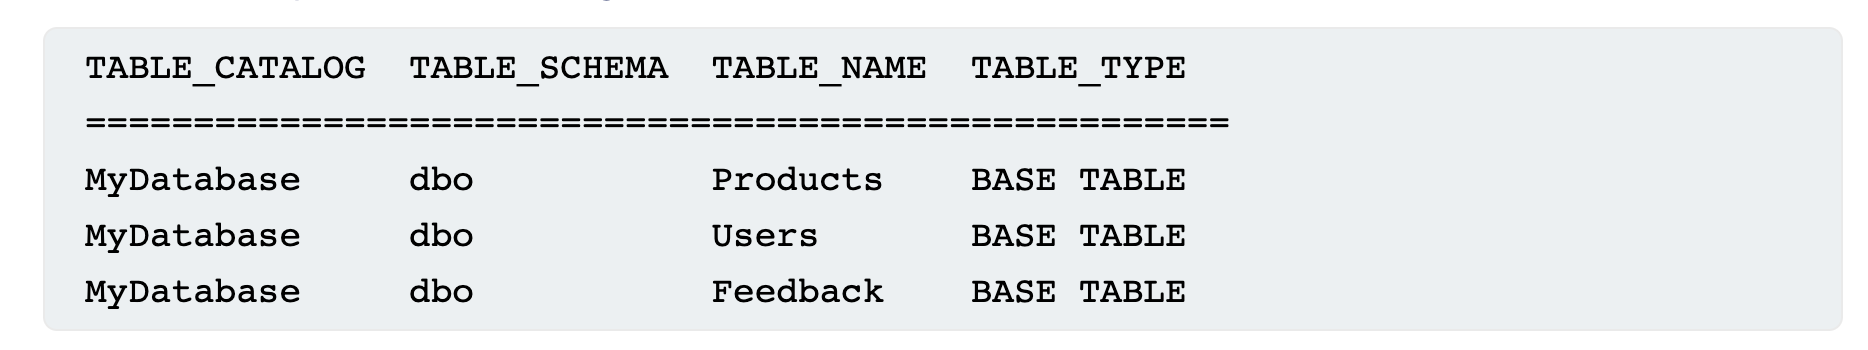 TABLE_CATALOG  TABLE_SCHEMA  TABLE_NAME  TABLE_TYPE
=====================================================
MyDatabase     dbo           Products    BASE TABLE
MyDatabase     dbo           Users       BASE TABLE
MyDatabase     dbo           Feedback    BASE TABLE